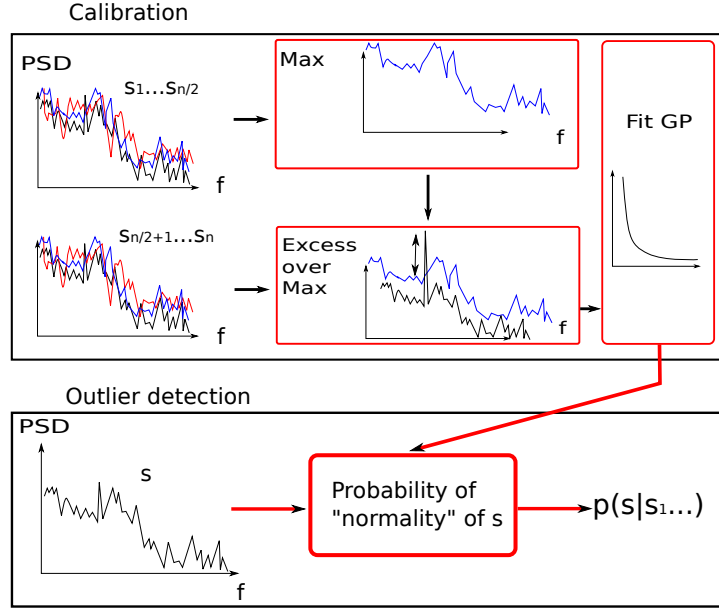 Calibration
PSD
s1...sn/2
f
Max
f
Fit GP
sn/2+1...sn
f
Excess
over
Max
f
Outlier detection
PSD
s
f
Probability of
"normality" of s
p(s|s1...)